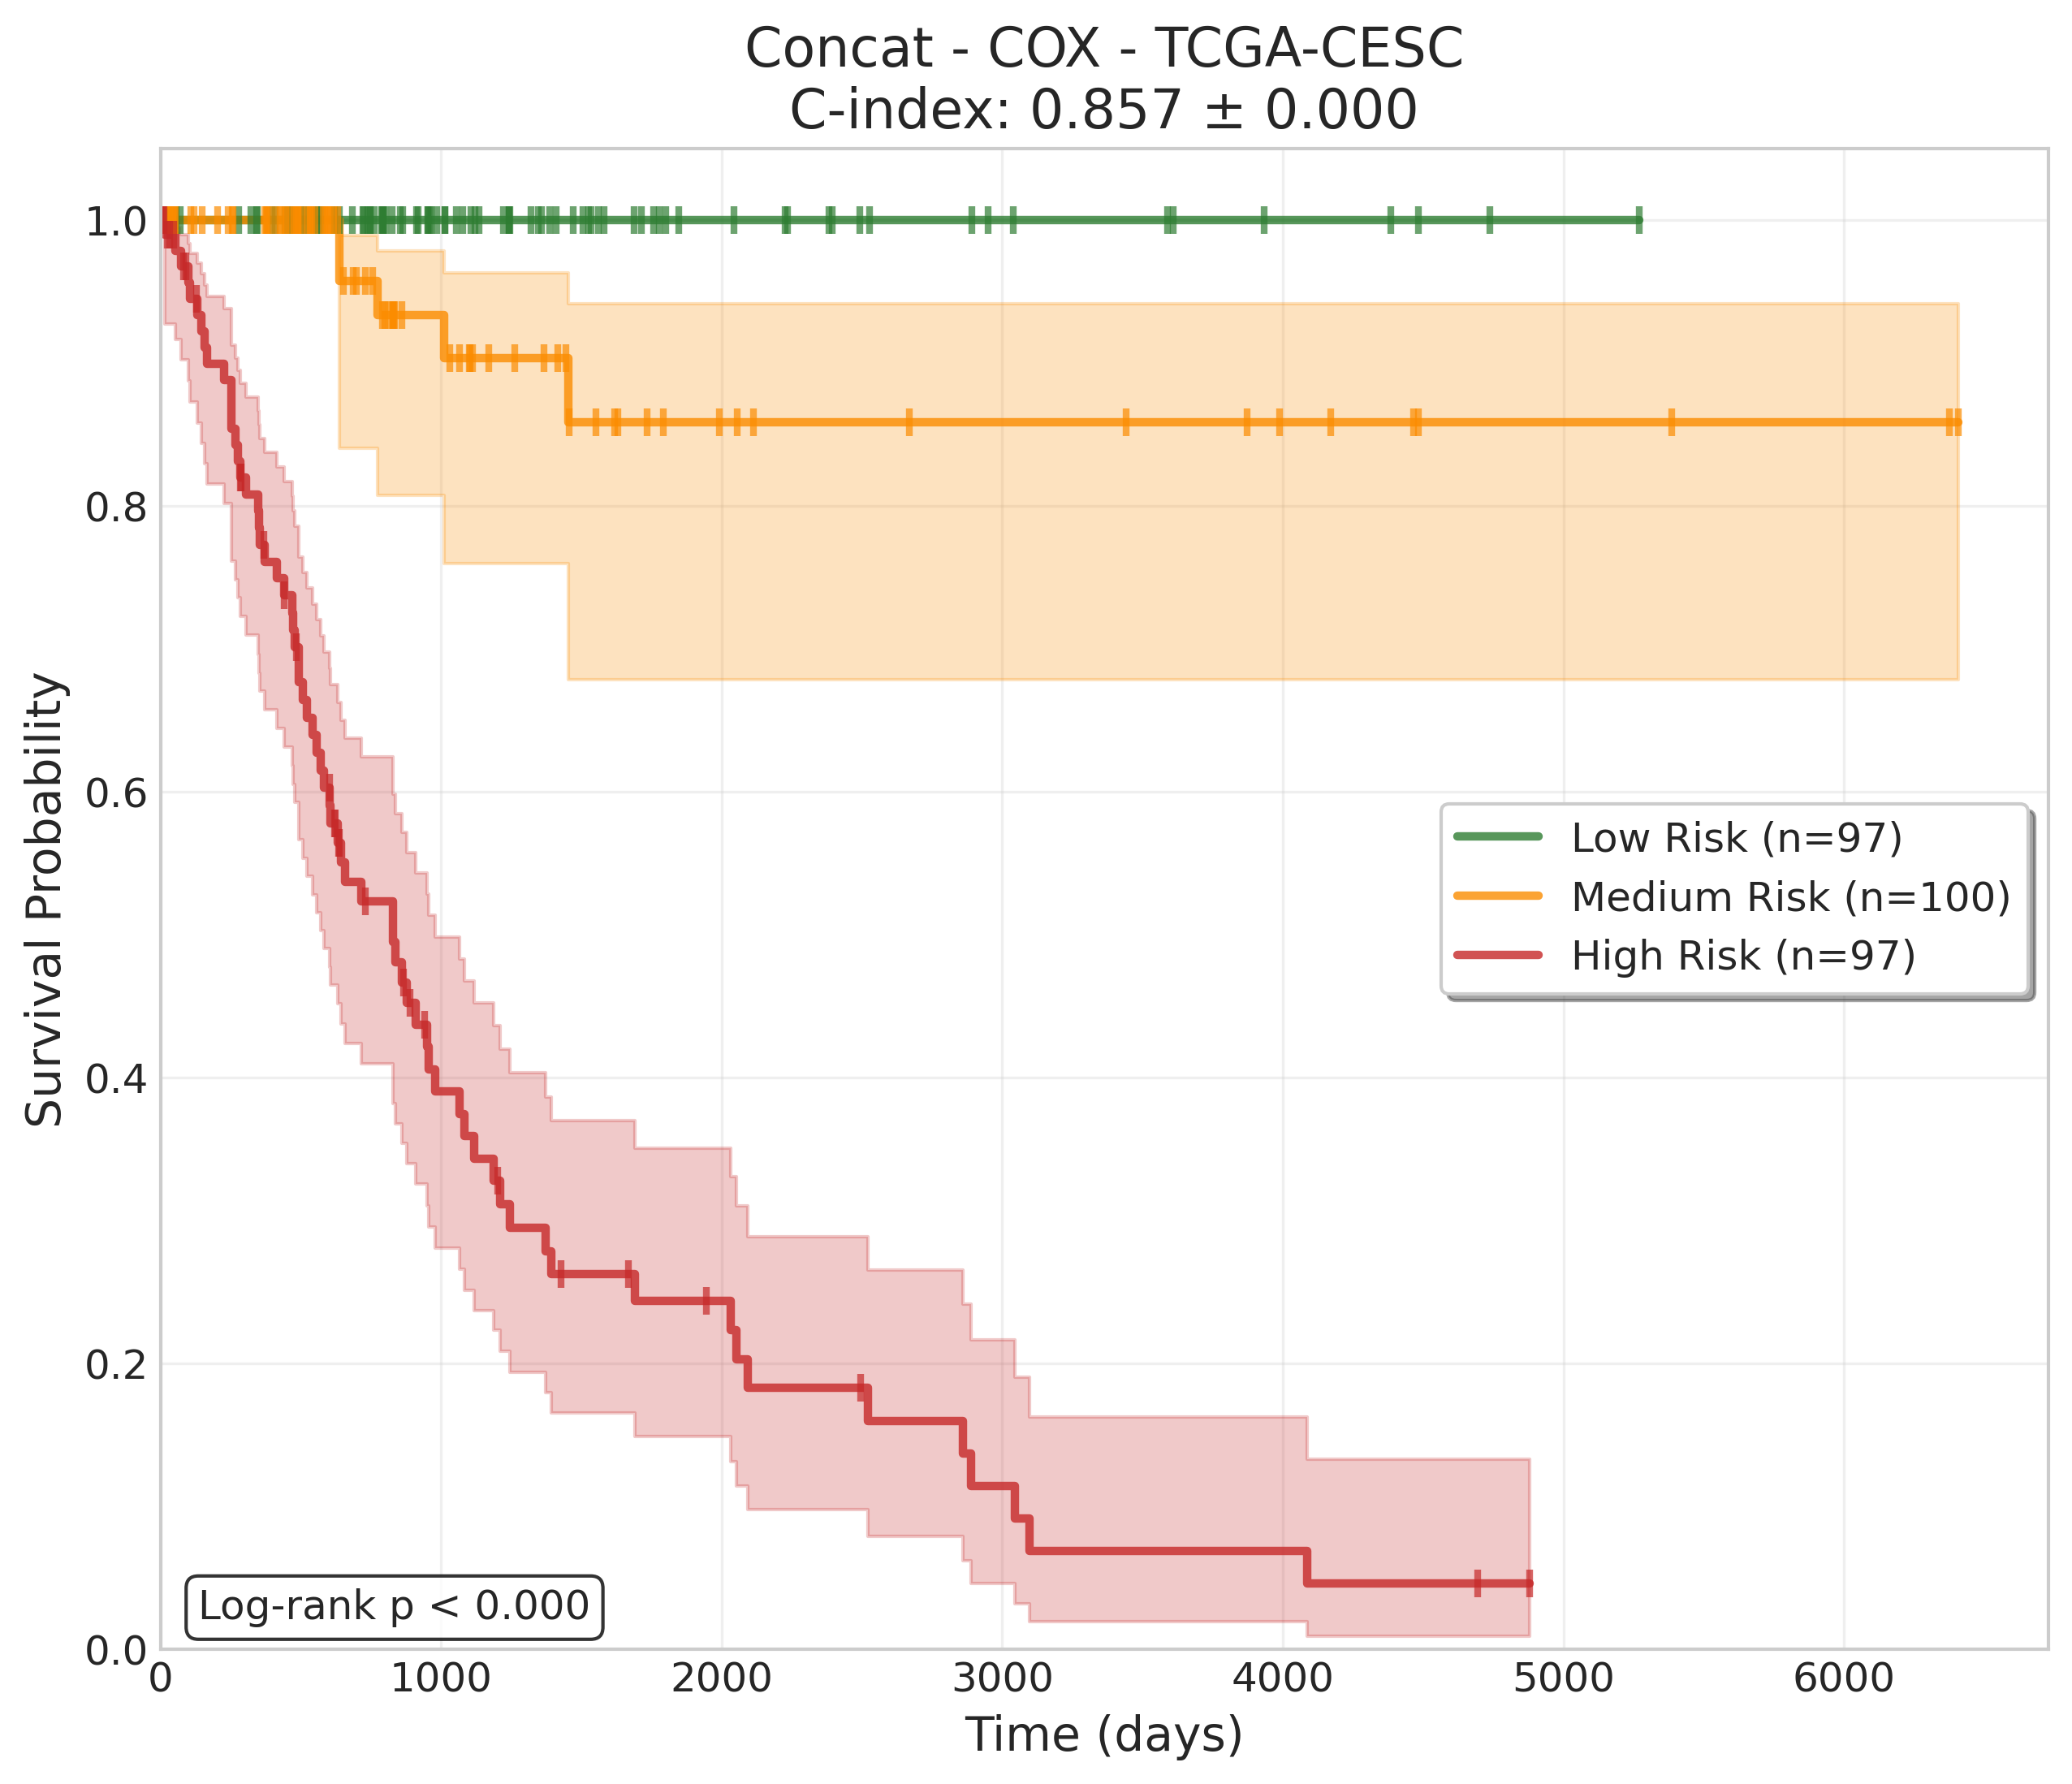 Concat - COX - TCGA-CESC
C-index: 0.857 ± 0.000
Survival Probability
1.0
0.8
0.6
0.4
0.2
0.0
Low Risk (n=97)
Medium Risk (n=100)
High Risk (n=97)
Log-rank p < 0.000
0 1000 2000 3000 4000 5000 6000
Time (days)